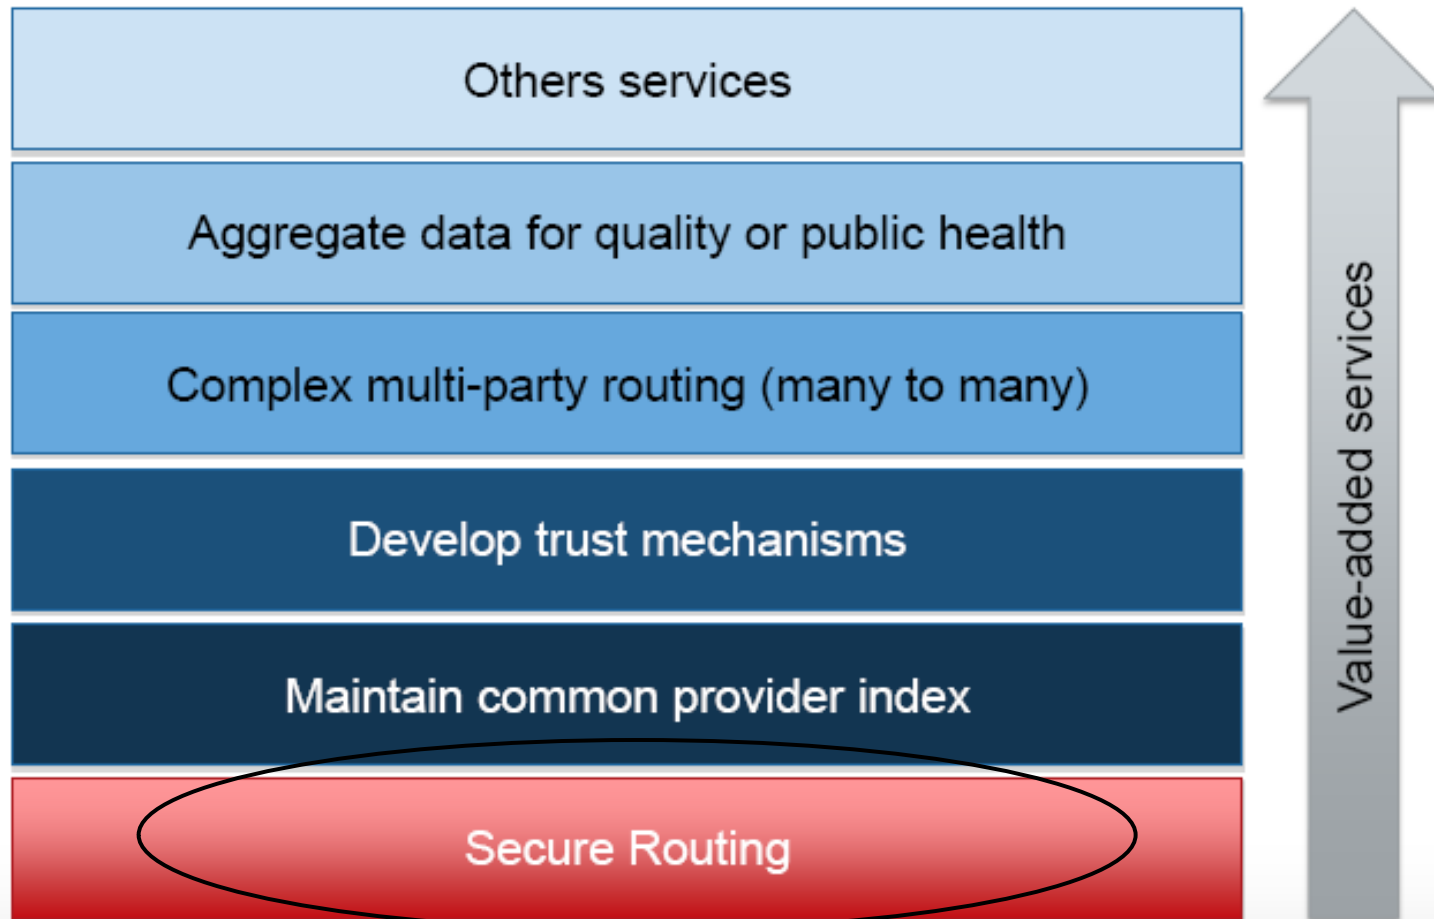 Others services
Aggregate data for quality or public health
Complex multi-party routing (many to many)
Develop trust mechanisms
Maintain common provider index
Secure Routing
Value-added services